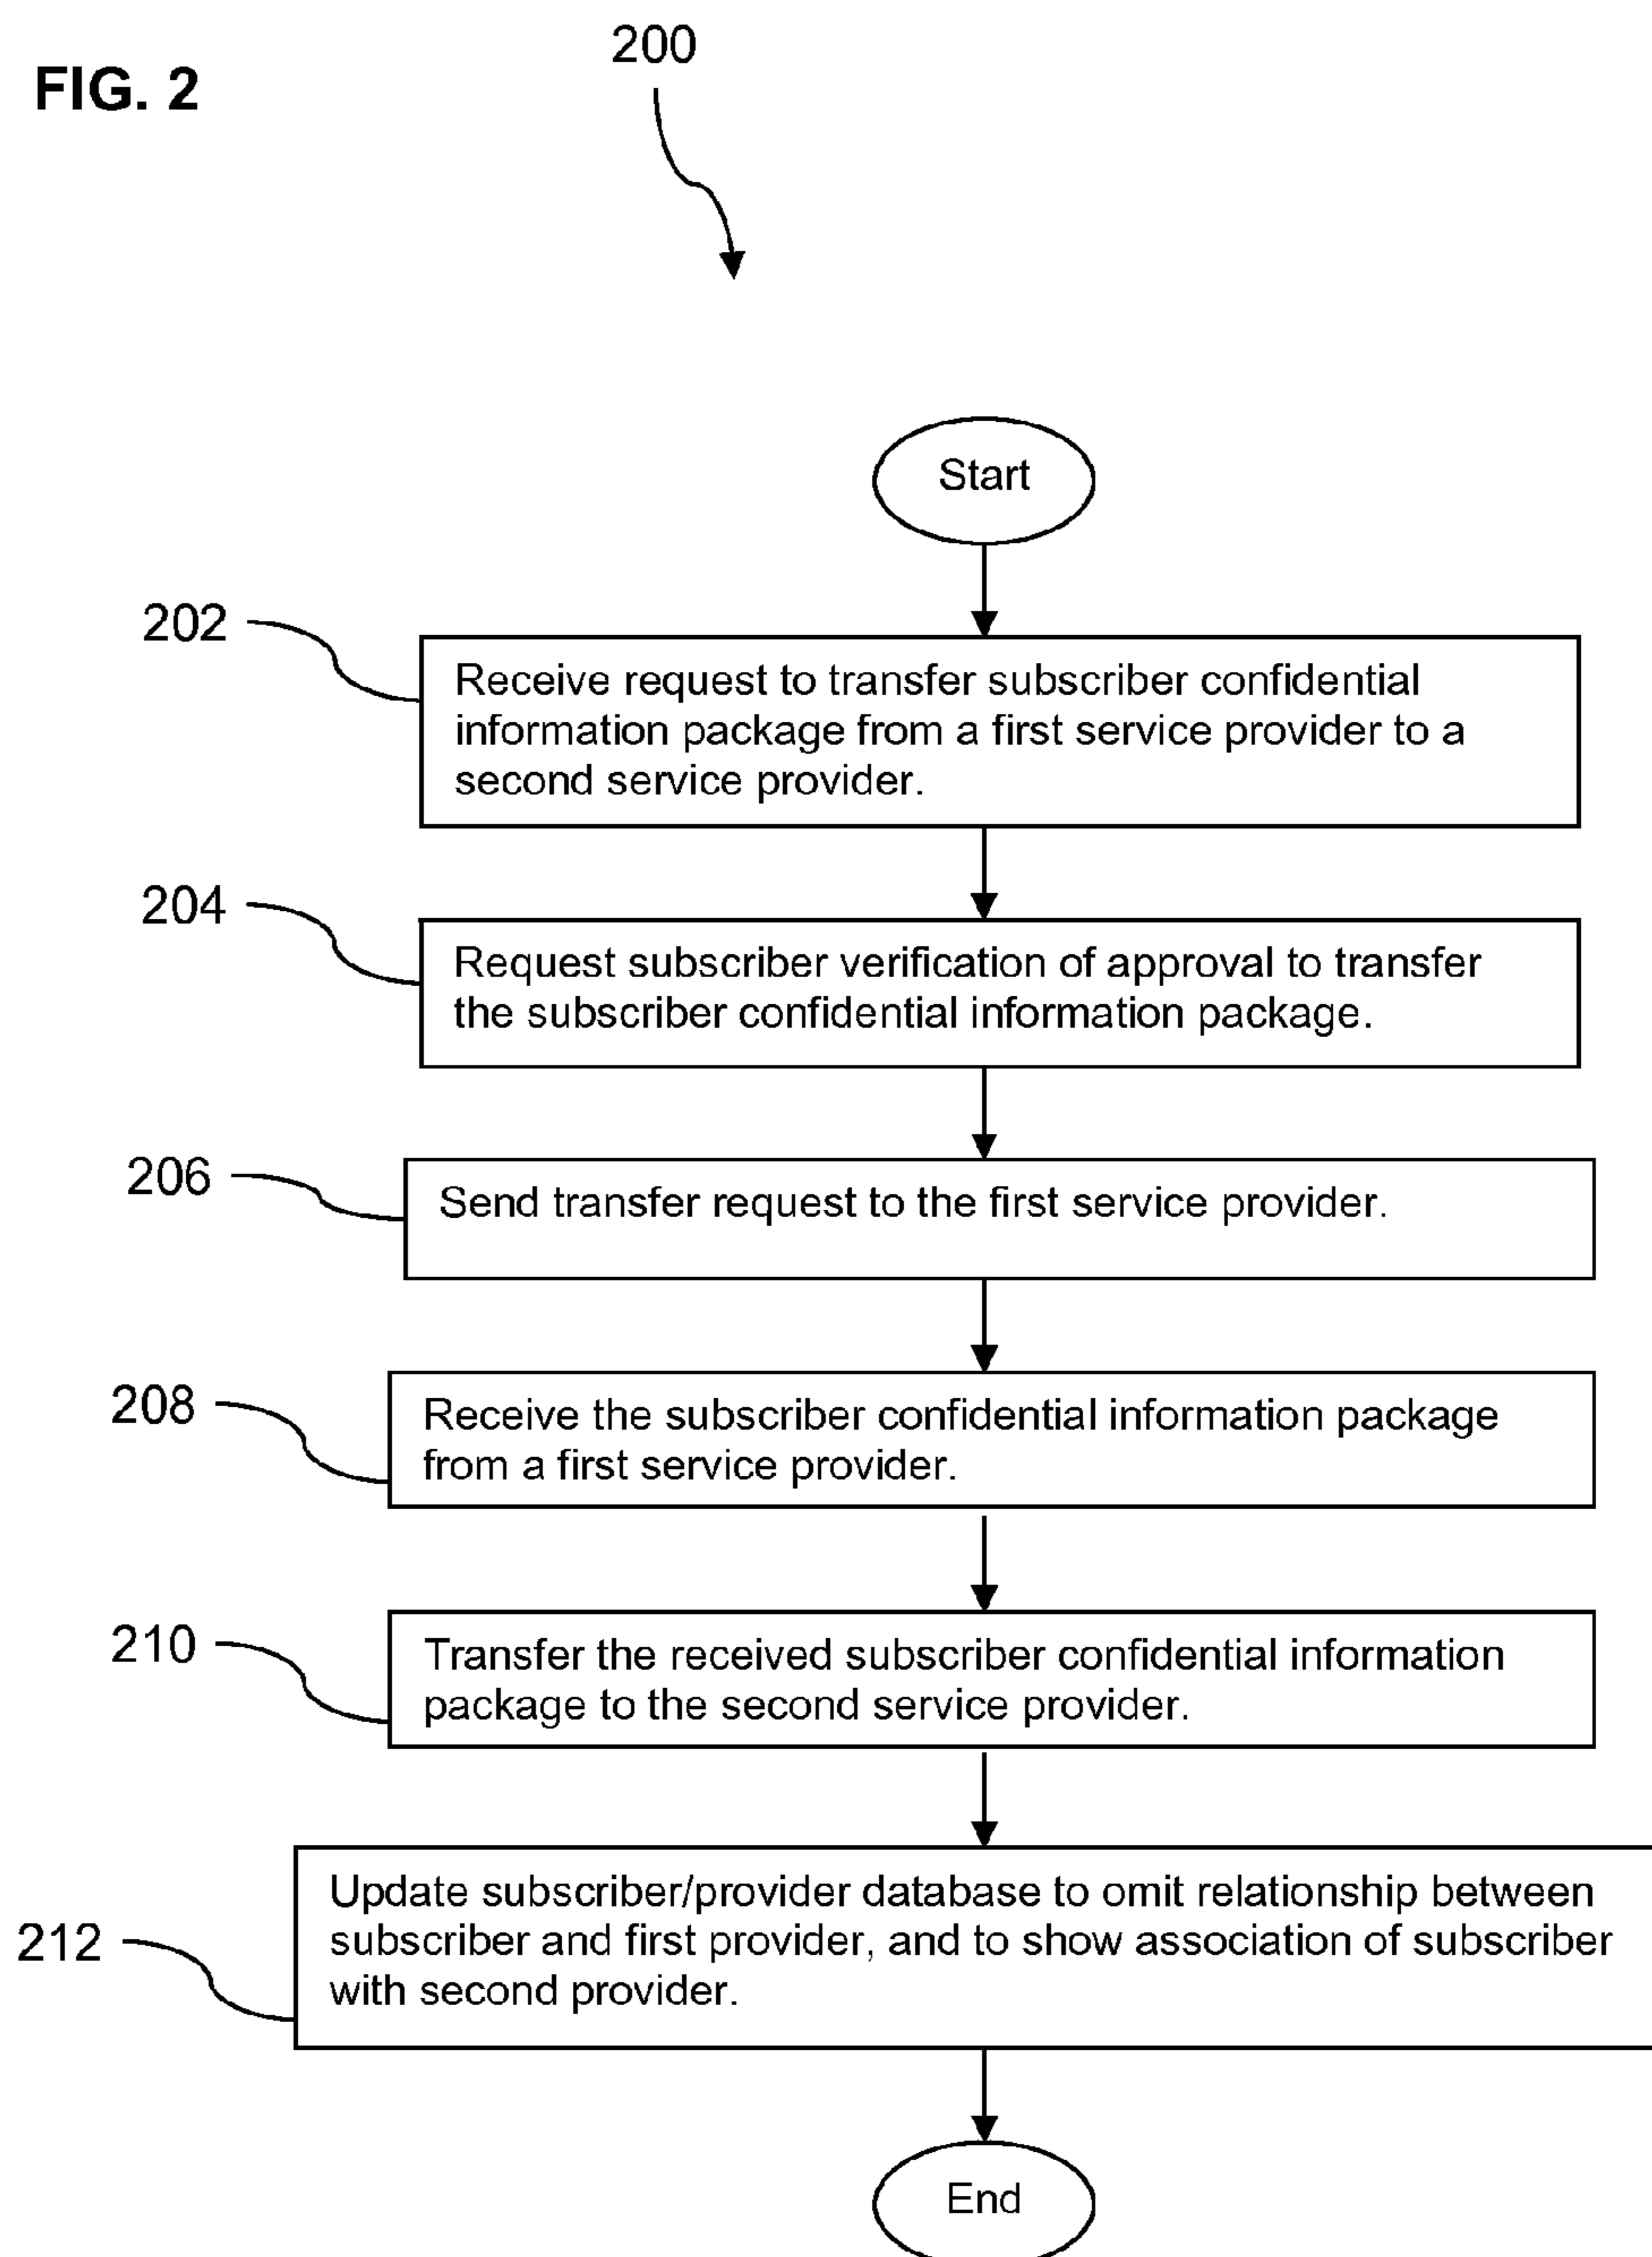 200
FIG. 2
Start
202
Receive request to transfer subscriber confidential
information package from a first service provider to a
second service provider.
204
Request subscriber verification of approval to transfer
the subscriber confidential information package.
206
Send transfer request to the first service provider.
208
Receive the subscriber confidential information package
from a first service provider.
210
Transfer the received subscriber confidential information
package to the second service provider.
212
Update subscriber/provider database to omit relationship between
subscriber and first provider, and to show association of subscriber
with second provider.
End